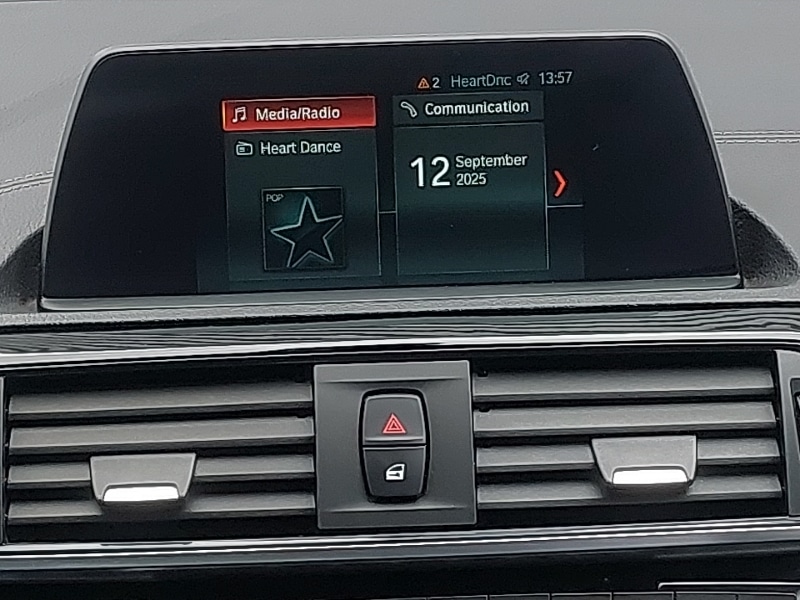 2 HeartDnc 13:57
Media/Radio
Heart Dance
POP
Communication
12 September
2025